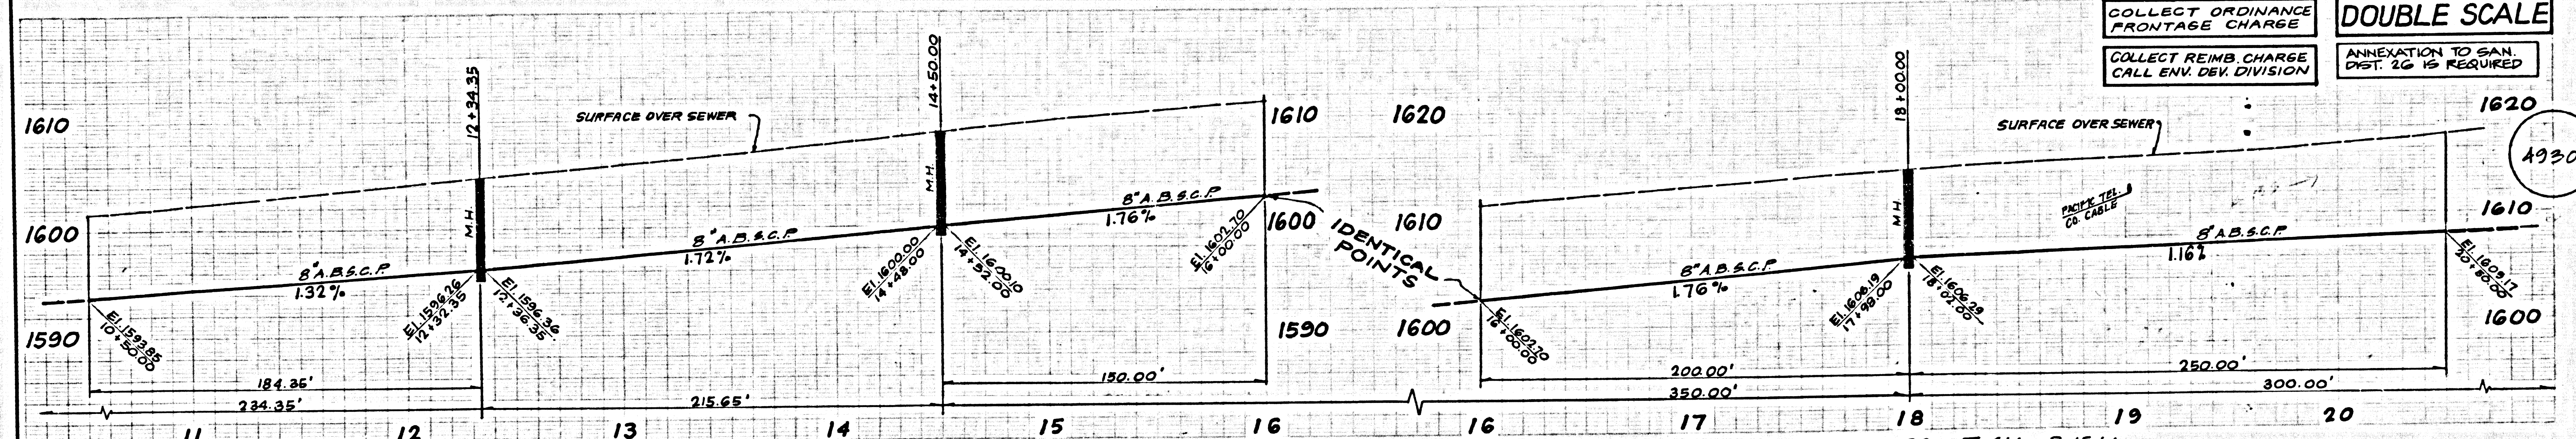 COLLECT ORDINANCE
FRONTAGE CHARGE
DOUBLE SCALE
COLLECT REIMB. CHARGE
CALL ENV. DEV. DIVISION
ANNEXATION TO SAN.
DIST. 26 IS REQUIRED
12+34.35
14+50.00
18+00.00
1610
SURFACE OVER SEWER
1610
1620
SURFACE OVER SEWER
1620
4930
M.H.
M.H.
M.H.
1600
8" A.B.S.C.P.
1.32%
8" A.B.S.C.P.
1.72%
8" A.B.S.C.P.
1.76%
1600
1610
IDENTICAL
POINTS
8" A.B.S.C.P.
1.76%
PACIFIC TEL.
CO. CABLE
8" A.B.S.C.P.
1.16%
1610
1590
El. 1593.85
10+50.00
El. 1596.26
12+32.35
El. 1596.36
12+36.35
El. 1600.00
14+48.00
El. 1600.10
14+52.00
El. 1602.70
16+00.00
1590
1600
El. 1602.70
16+00.00
El. 1606.19
17+98.00
El. 1606.29
18+02.00
El. 1609.17
20+50.00
1600
184.35'
150.00'
200.00'
250.00'
234.35'
215.65'
350.00'
300.00'
11
12
13
14
15
16
16
17
18
19
20